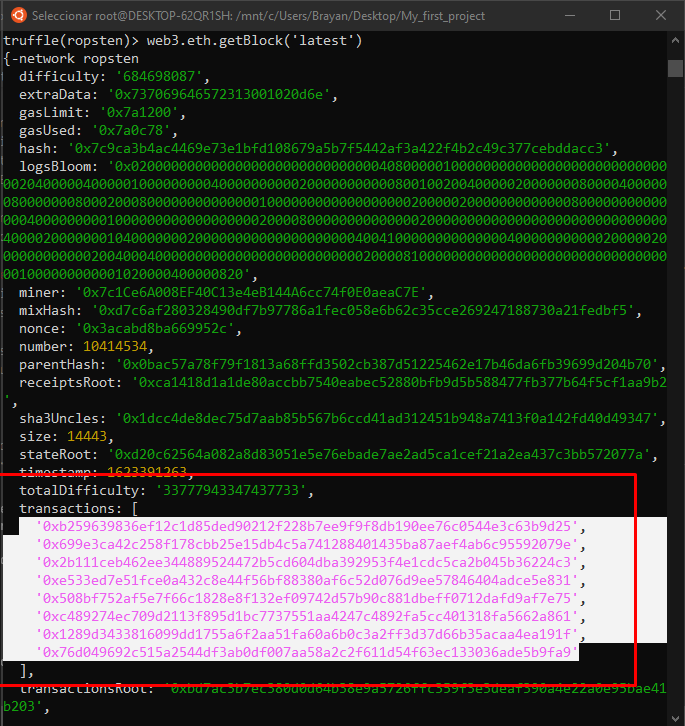 Seleccionar root@DESKTOP-62QR1SH: /mnt/c/Users/Brayan/Desktop/My_first_project
truffle(ropsten)> web3.eth.getBlock('latest')
{-network ropsten
difficulty: '684698087',
extraData: '0x737069646572313001020d6e',
gasLimit: '0x7a1200',
gasUsed: '0x7a0c78',
hash: '0x7c9ca3b4ac4469e73e1bfd108679a5b7f5442af3a422f4b2c49c377cebddacc3',
miner: '0x7c1Ce6A008EF40C13e4eB144A6cc74f0E0aeaC7E',
mixHash: '0xd7c6af280328490df7b97786a1fec058e6b62c35cce269247188730a21fedbf5',
nonce: '0x3acabd8ba669952c',
number: 10414534,
parentHash: '0x0bac57a78f79f1813a68ffd3502cb387d51225462e17b46da6fb39699d204b70',
receiptsRoot: '0xca1418d1a1de80accbb7540eabec52880bfb9d5b588477fb377b64f5cf1aa9b2
',
sha3Uncles: '0x1dcc4de8dec75d7aab85b567b6ccd41ad312451b948a7413f0a142fd40d49347',
size: 14443,
stateRoot: '0xd20c62564a082a8d83051e5e76ebade7ae2ad5ca1cef21a2ea437c3bb572077a',
timestamp: 1623391263,
totalDifficulty: '33777943347437733',
transactions: [
'0xb259639836ef12c1d85ded90212f228b7ee9f9f8db190ee76c0544e3c63b9d25',
'0x699e3ca42c258f178cbb25e15db4c5a741288401435ba87aef4ab6c95592079e',
'0x2b111ceb462ee344889524472b5cd604dba392953f4e1cdc5ca2b045b36224c3',
'0xe533ed7e51fce0a432c8e44f56bf88380af6c52d076d9ee57846404adce5e831',
'0x508bf752af5e7f66c1828e8f132ef09742d57b90c881dbeff0712dafd9af7e75',
'0xc489274ec709d2113f895d1bc7737551aa4247c4892fa5cc401318fa5662a861',
'0x1289d3433816099dd1755a6f2aa51fa60a6b0c3a2ff3d37d66b35acaa4ea191f',
'0x76d049692c515a2544df3ab0df007aa58a2c2f611d54f63ec133036ade5b9fa9'
],
transactionsRoot:
b203',